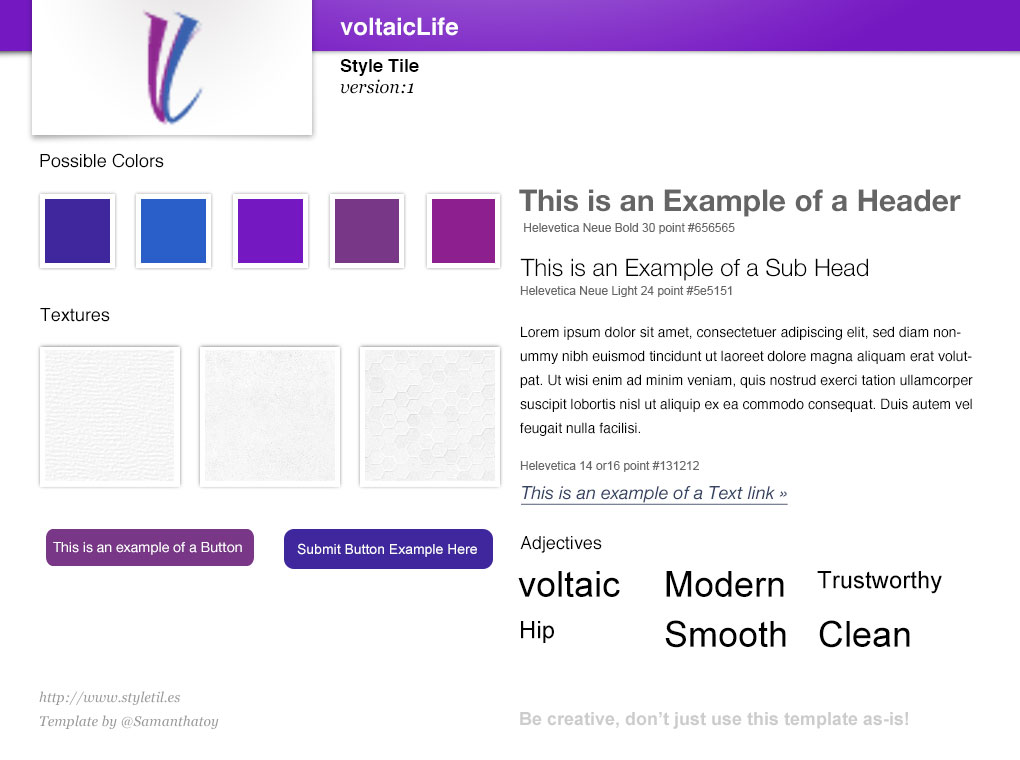 voltaicLife
Style Tile
version:1
Possible Colors
This is an Example of a Header
Helevetica Neue Bold 30 point #656565
This is an Example of a Sub Head
Helevetica Neue Light 24 point #5e5151
Textures
Lorem ipsum dolor sit amet, consectetuer adipiscing elit, sed diam non-
ummy nibh euismod tincidunt ut laoreet dolore magna aliquam erat volut-
pat. Ut wisi enim ad minim veniam, quis nostrud exerci tation ullamcorper
suscipit lobortis nisl ut aliquip ex ea commodo consequat. Duis autem vel
feugait nulla facilisi.
Helevetica 14 or16 point #131212
This is an example of a Text link »
This is an example of a Button
Submit Button Example Here
Adjectives
voltaic Modern Trustworthy
Hip Smooth Clean
http://www.styletil.es
Template by @Samanthatoy
Be creative, don’t just use this template as-is!